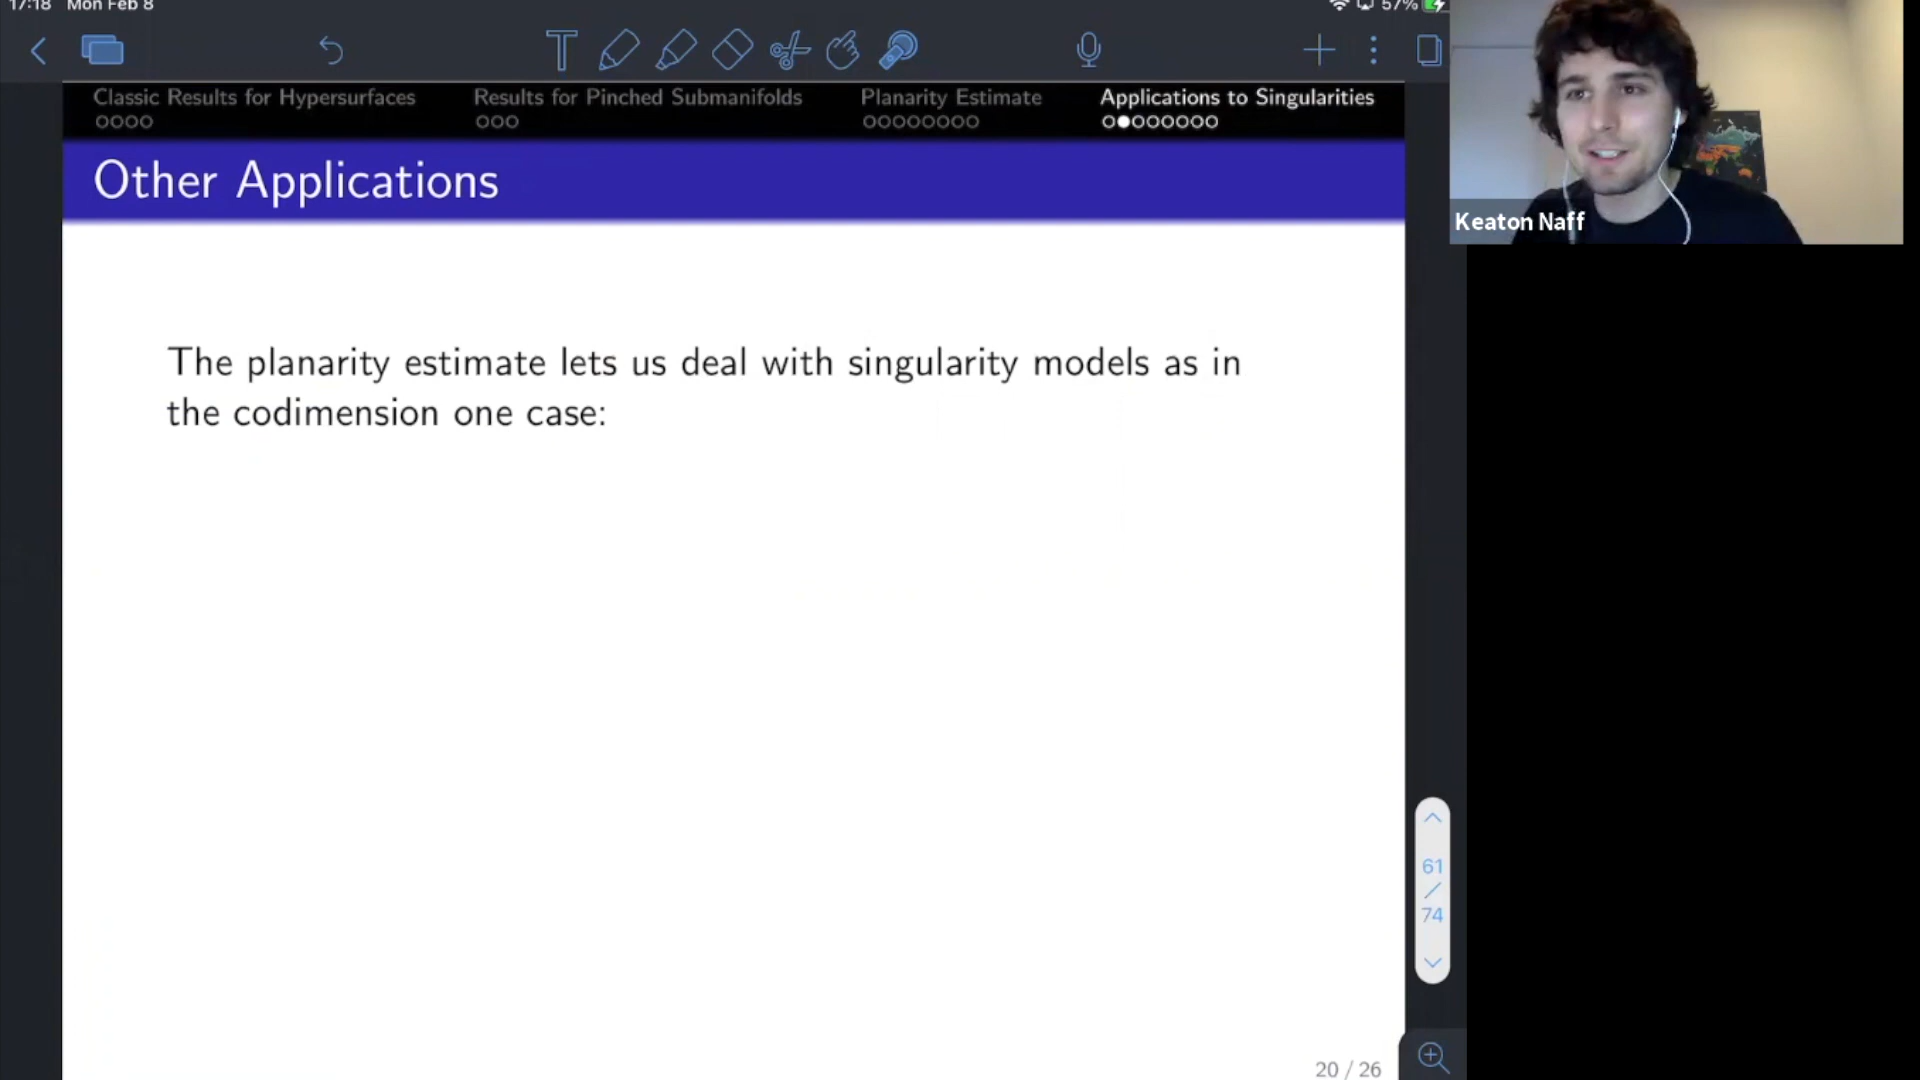 17:18 Mon Feb 8
57%
Classic Results for Hypersurfaces
Results for Pinched Submanifolds
Planarity Estimate
Applications to Singularities
Other Applications
Keaton Naff
The planarity estimate lets us deal with singularity models as in
the codimension one case:
61
/
74
20 / 26